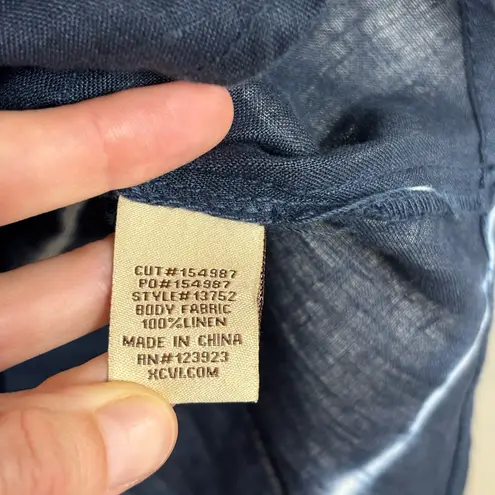 CUT#154987
PO#154987
STYLE#13752
BODY FABRIC
100%LINEN
MADE IN CHINA
RN#123923
XCVI.COM